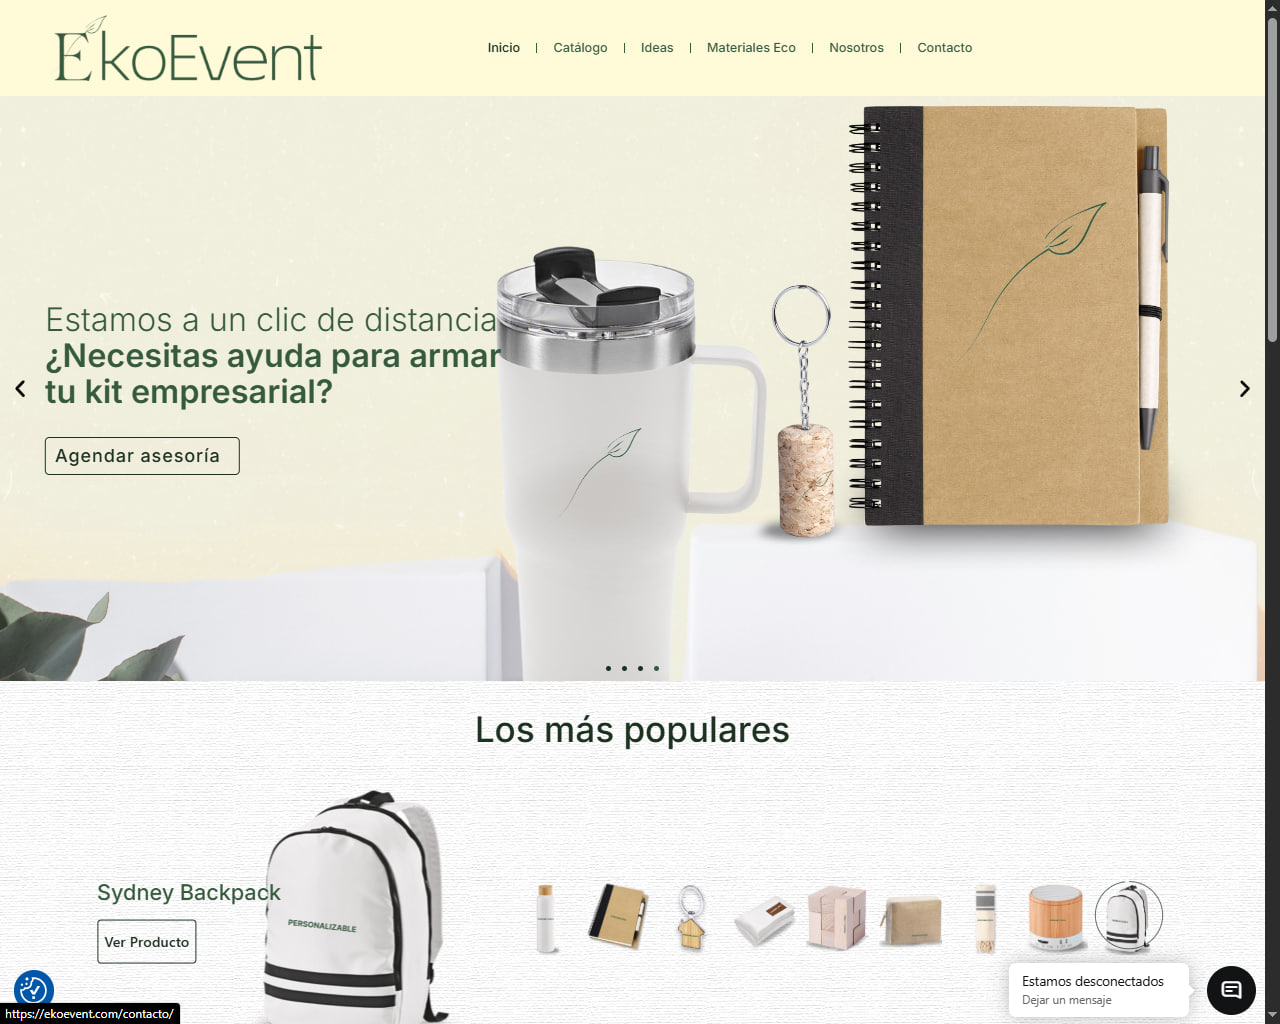 EkoEvent
Inicio
Catálogo
Ideas
Materiales Eco
Nosotros
Contacto
Estamos a un clic de distancia
¿Necesitas ayuda para armar
tu kit empresarial?
Agendar asesoría
Los más populares
Sydney Backpack
PERSONALIZABLE
Ver Producto
Estamos desconectados
Dejar un mensaje
https://ekoevent.com/contacto/